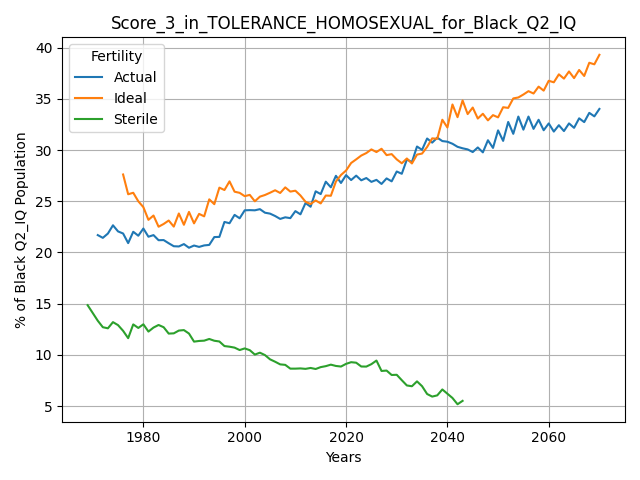 Score_3_in_TOLERANCE_HOMOSEXUAL_for_Black_Q2_IQ
Fertility
Actual
Ideal
Sterile
% of Black Q2_IQ Population
40
35
30
25
20
15
10
5
1980 2000 2020 2040 2060
Years